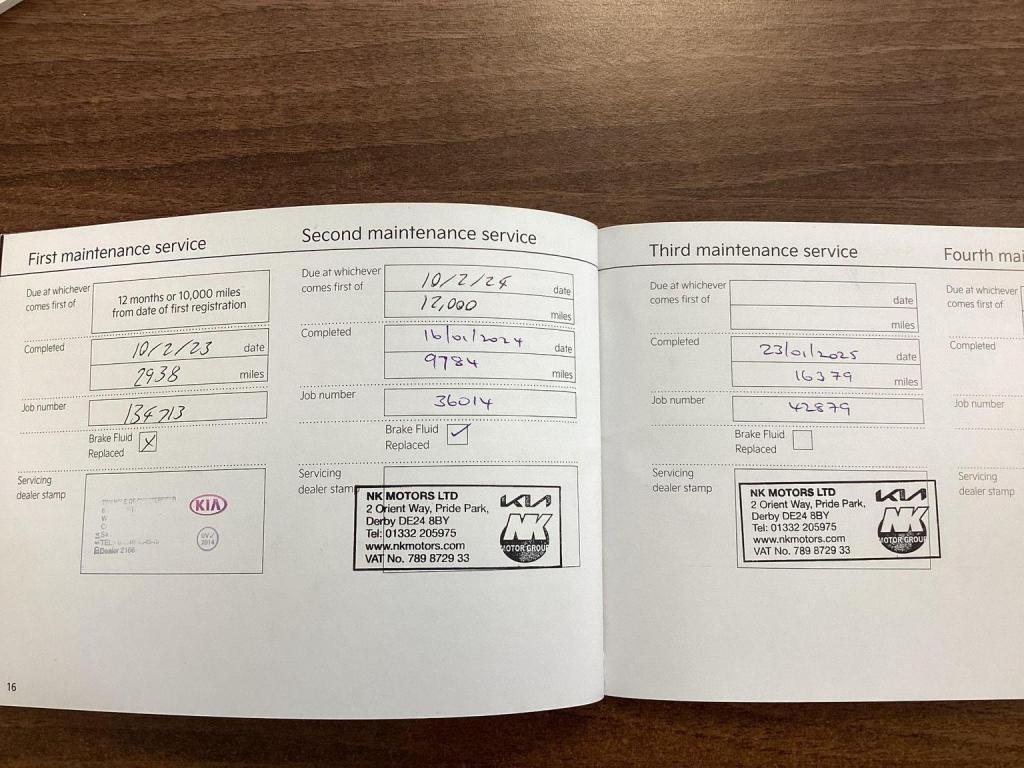 First maintenance service
Due at whichever
comes first of
12 months or 10,000 miles
from date of first registration
Completed
10/2/23 date
2938 miles
Job number
134713
Brake Fluid
Replaced
Servicing
dealer stamp
KIA
2014
Dealer 2166
16
Second maintenance service
Due at whichever
comes first of
10/2/24 date
12,000 miles
Completed
16/01/2024 date
9784 miles
Job number
36014
Brake Fluid
Replaced
Servicing
dealer stamp
NK MOTORS LTD
2 Orient Way, Pride Park,
Derby DE24 8BY
Tel: 01332 205975
www.nkmotors.com
VAT No. 789 8729 33
KIA
NK
MOTOR GROUP
Third maintenance service
Due at whichever
comes first of
date
miles
Completed
23/01/2025 date
16379 miles
Job number
42879
Brake Fluid
Replaced
Servicing
dealer stamp
NK MOTORS LTD
2 Orient Way, Pride Park,
Derby DE24 8BY
Tel: 01332 205975
www.nkmotors.com
VAT No. 789 8729 33
KIA
NK
MOTOR GROUP
Fourth mai
Due at whichever
comes first of
Completed
Job number
Servicing
dealer stamp